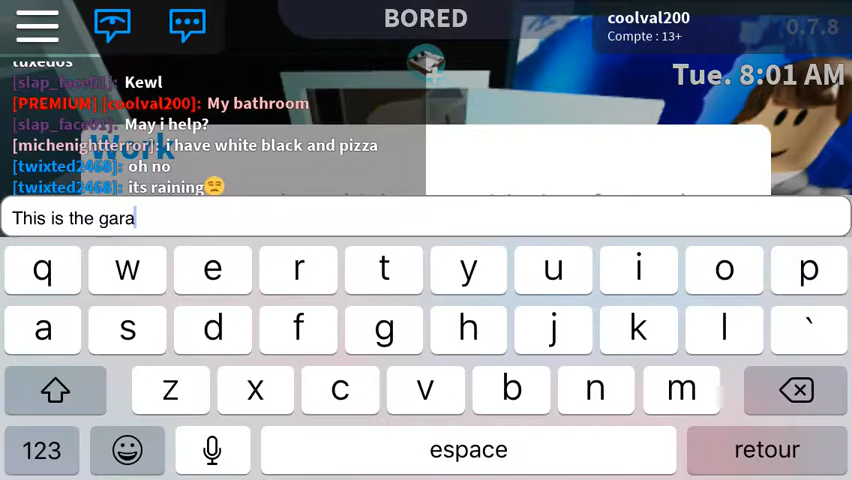 BORED
coolval200
Compte : 13+
0.7.8
Tue. 8:01 AM
tuxedos
[slap_face01]: Kewl
[PREMIUM] [coolval200]: My bathroom
[slap_face01]: May i help?
Work
[michenightterror]: i have white black and pizza
[twixted2468]: oh no
[twixted2468]: its raining😒
This is the gara
q w e r t y u i o p
a s d f g h j k l `
z x c v b n m
123 espace retour